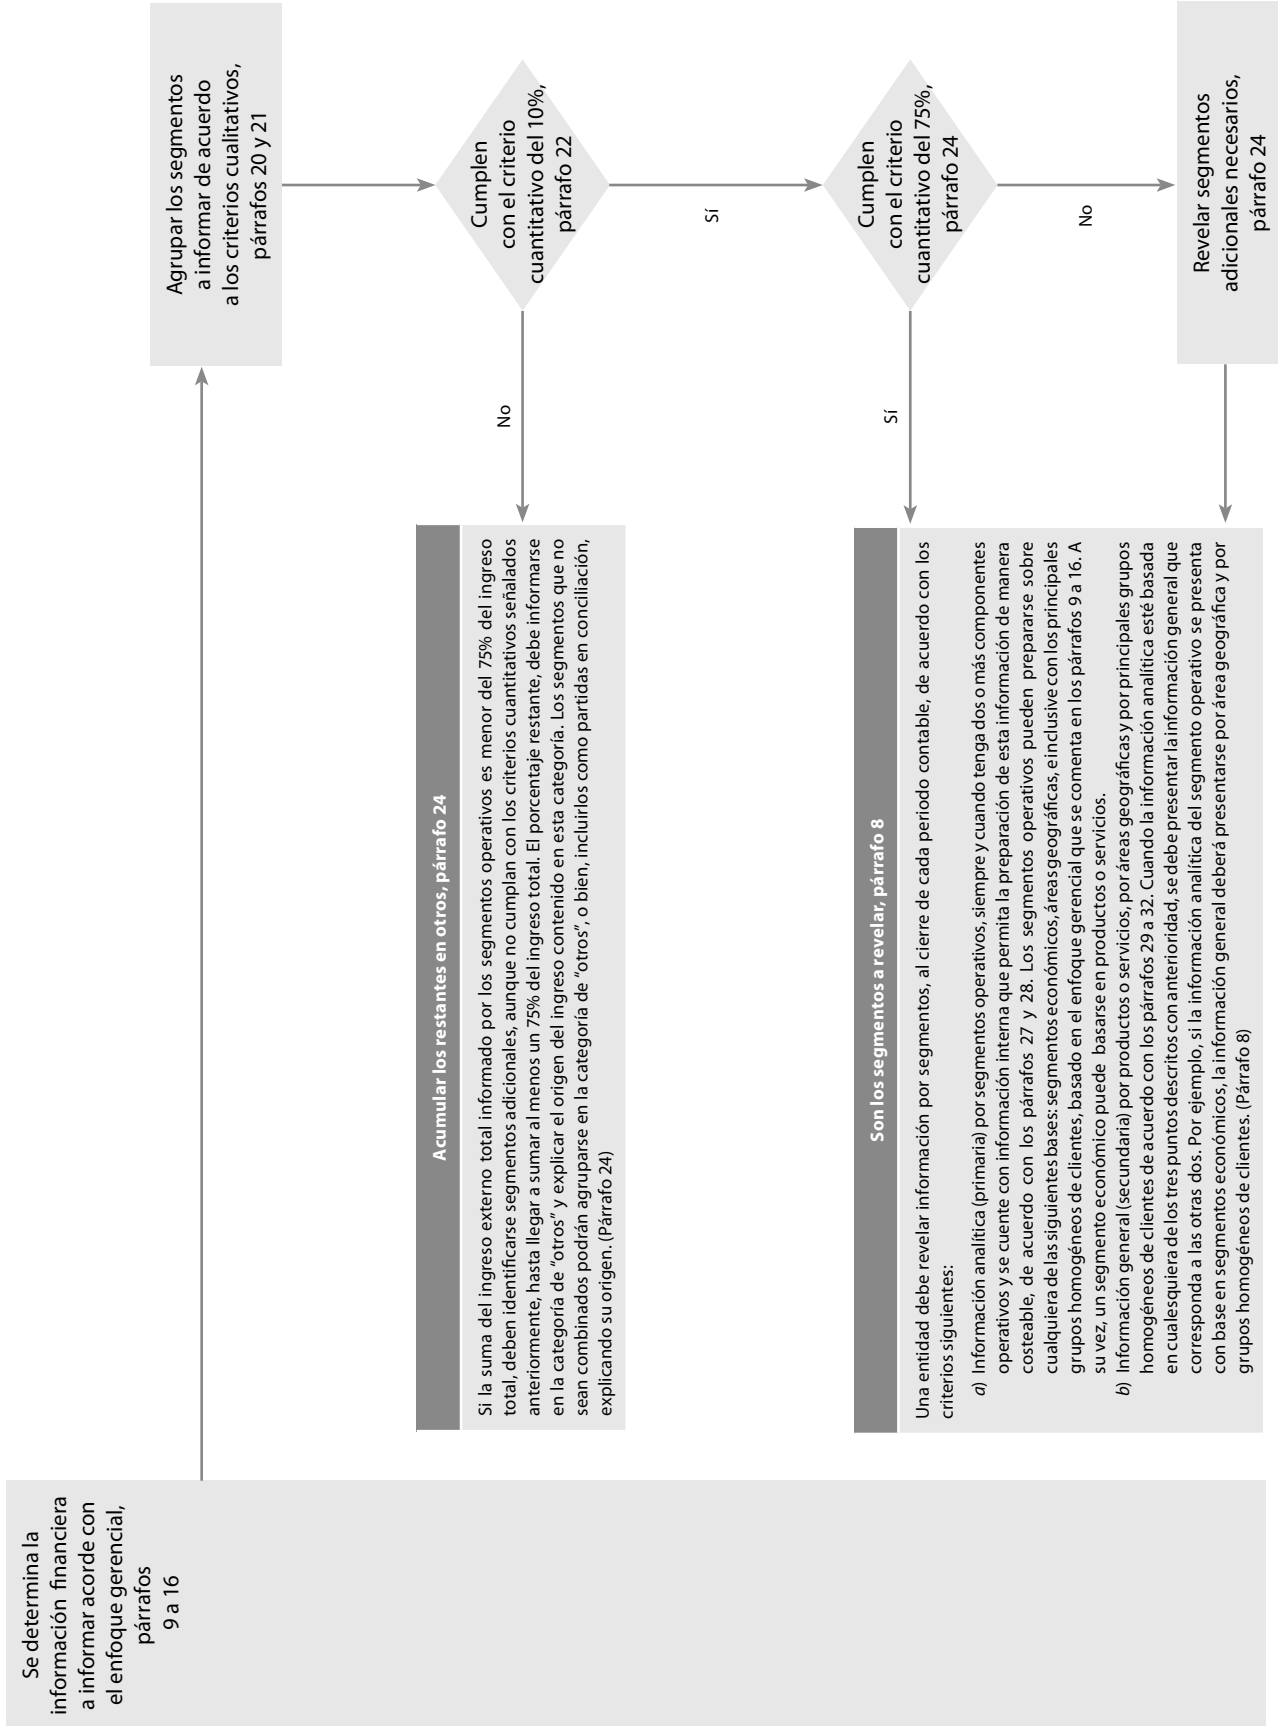 Se determina la
información financiera
a informar acorde con
el enfoque gerencial,
párrafos
9 a 16
Agrupar los segmentos
a informar de acuerdo
a los criterios cualitativos,
párrafos 20 y 21
Cumplen
con el criterio
cuantitativo del 10%,
párrafo 22
No
Sí
Acumular los restantes en otros, párrafo 24
Si la suma del ingreso externo total informado por los segmentos operativos es menor del 75% del ingreso
total, deben identificarse segmentos adicionales, aunque no cumplan con los criterios cuantitativos señalados
anteriormente, hasta llegar a sumar al menos un 75% del ingreso total. El porcentaje restante, debe informarse
en la categoría de “otros” y explicar el origen del ingreso contenido en esta categoría. Los segmentos que no
sean combinados podrán agruparse en la categoría de “otros”, o bien, incluirlos como partidas en conciliación,
explicando su origen. (Párrafo 24)
Cumplen
con el criterio
cuantitativo del 75%,
párrafo 24
Sí
No
Son los segmentos a revelar, párrafo 8
Una entidad debe revelar información por segmentos, al cierre de cada periodo contable, de acuerdo con los
criterios siguientes:
a) Información analítica (primaria) por segmentos operativos, siempre y cuando tenga dos o más componentes
operativos y se cuente con información interna que permita la preparación de esta información de manera
costeable, de acuerdo con los párrafos 27 y 28. Los segmentos operativos pueden prepararse sobre
cualquiera de las siguientes bases: segmentos económicos, áreas geográficas, e inclusive con los principales
grupos homogéneos de clientes, basado en el enfoque gerencial que se comenta en los párrafos 9 a 16. A
su vez, un segmento económico puede basarse en productos o servicios.
b) Información general (secundaria) por productos o servicios, por áreas geográficas y por principales grupos
homogéneos de clientes de acuerdo con los párrafos 29 a 32. Cuando la información analítica esté basada
en cualesquiera de los tres puntos descritos con anterioridad, se debe presentar la información general que
corresponda a las otras dos. Por ejemplo, si la información analítica del segmento operativo se presenta
con base en segmentos económicos, la información general deberá presentarse por área geográfica y por
grupos homogéneos de clientes. (Párrafo 8)
Revelar segmentos
adicionales necesarios,
párrafo 24